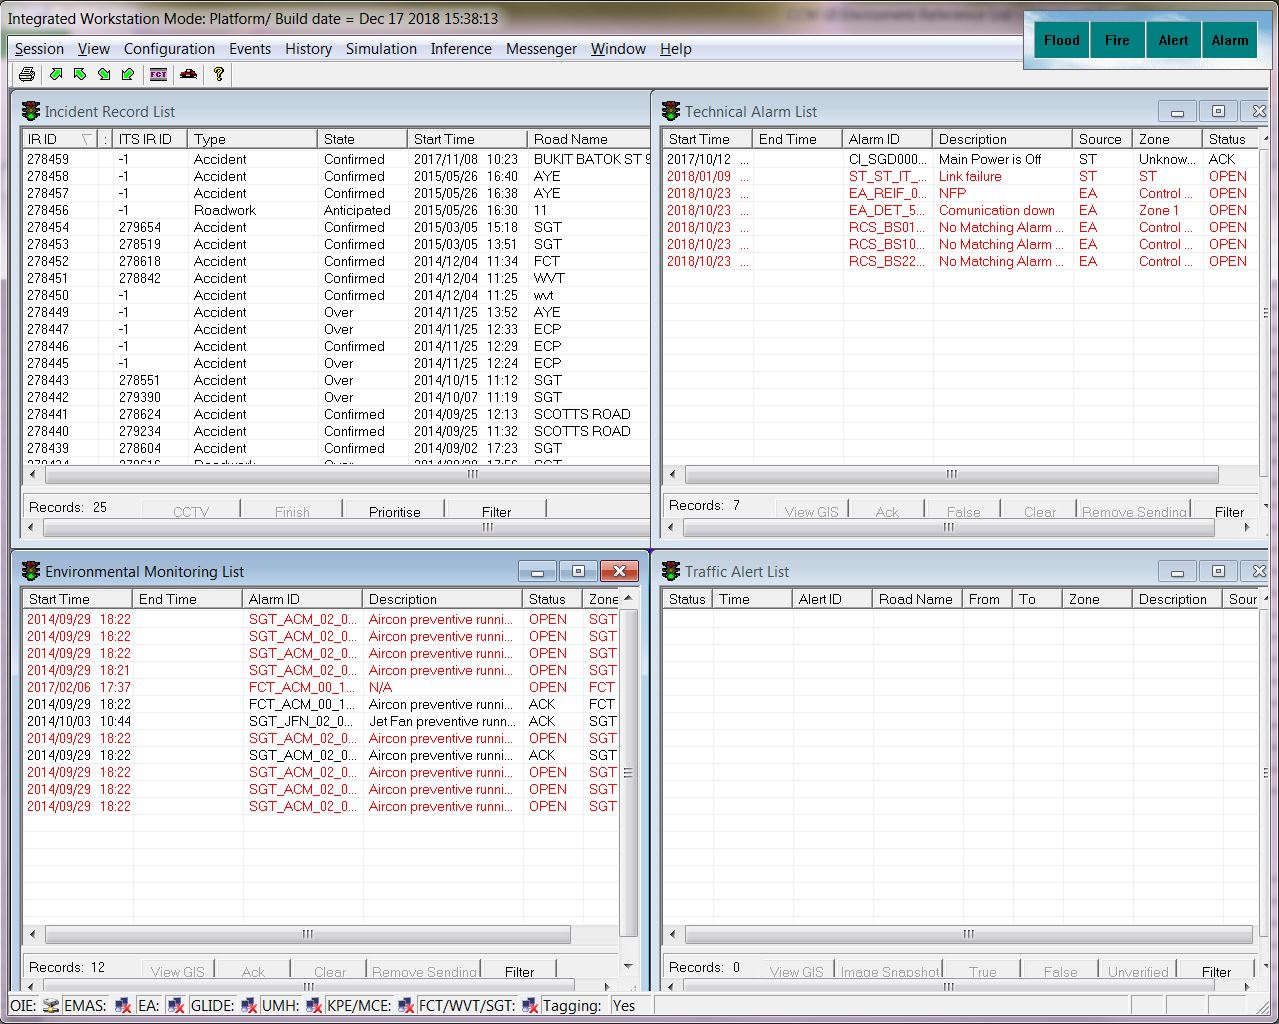 Integrated Workstation Mode: Platform/ Build date = Dec 17 2018 15:38:13
Session View Configuration Events History Simulation Inference Messenger Window Help
Flood Fire Alert Alarm
FCT ?
Incident Record List
IR ID : ITS IR ID Type State Start Time Road Name
278459 -1 Accident Confirmed 2017/11/08 10:23 BUKIT BATOK ST
278458 -1 Accident Confirmed 2015/05/26 16:40 AYE
278457 -1 Accident Confirmed 2015/05/26 16:38 AYE
278456 -1 Roadwork Anticipated 2015/05/26 16:30 11
278454 279654 Accident Confirmed 2015/03/05 15:18 SGT
278453 278519 Accident Confirmed 2015/03/05 13:51 SGT
278452 278618 Accident Confirmed 2014/12/04 11:34 FCT
278451 278842 Accident Confirmed 2014/12/04 11:25 WVT
278450 -1 Accident Confirmed 2014/12/04 11:25 wvt
278449 -1 Accident Over 2014/11/25 13:52 AYE
278447 -1 Accident Over 2014/11/25 12:33 ECP
278446 -1 Accident Confirmed 2014/11/25 12:29 ECP
278445 -1 Accident Over 2014/11/25 12:24 ECP
278443 278551 Accident Over 2014/10/15 11:12 SGT
278442 279390 Accident Over 2014/10/07 11:19 SGT
278441 278624 Accident Confirmed 2014/09/25 12:13 SCOTTS ROAD
278440 279234 Accident Confirmed 2014/09/25 11:32 SCOTTS ROAD
278439 278604 Accident Confirmed 2014/09/02 17:23 SGT
Records: 25 CCTV Finish Prioritise Filter
Technical Alarm List
Start Time End Time Alarm ID Description Source Zone Status
2017/10/12 ... CI_SGD000... Main Power is Off ST Unknow... ACK
2018/01/09 ... ST_ST_IT_... Link failure ST ST OPEN
2018/10/23 ... EA_REIF_0... NFP EA Control ... OPEN
2018/10/23 ... EA_DET_5... Comunication down EA Zone 1 OPEN
2018/10/23 ... RCS_BS01... No Matching Alarm ... EA Control ... OPEN
2018/10/23 ... RCS_BS10... No Matching Alarm ... EA Control ... OPEN
2018/10/23 ... RCS_BS22... No Matching Alarm ... EA Control ... OPEN
Records: 7 View GIS Ack False Clear Remove Sending Filter
Environmental Monitoring List
Start Time End Time Alarm ID Description Status Zone
2014/09/29 18:22 SGT_ACM_02_0... Aircon preventive runni... OPEN SGT
2014/09/29 18:22 SGT_ACM_02_0... Aircon preventive runni... OPEN SGT
2014/09/29 18:22 SGT_ACM_02_0... Aircon preventive runni... OPEN SGT
2014/09/29 18:21 SGT_ACM_02_0... Aircon preventive runni... OPEN SGT
2017/02/06 17:37 FCT_ACM_00_1... N/A OPEN FCT
2014/09/29 18:22 FCT_ACM_00_1... Aircon preventive runni... ACK FCT
2014/10/03 10:44 SGT_JFN_02_0... Jet Fan preventive runn... ACK SGT
2014/09/29 18:22 SGT_ACM_02_0... Aircon preventive runni... OPEN SGT
2014/09/29 18:22 SGT_ACM_02_0... Aircon preventive runni... ACK SGT
2014/09/29 18:22 SGT_ACM_02_0... Aircon preventive runni... OPEN SGT
2014/09/29 18:22 SGT_ACM_02_0... Aircon preventive runni... OPEN SGT
2014/09/29 18:22 SGT_ACM_02_0... Aircon preventive runni... OPEN SGT
Records: 12 View GIS Ack Clear Remove Sending Filter
Traffic Alert List
Status Time Alert ID Road Name From To Zone Description Sour
Records: 0 View GIS Image Snapshot True False Unverified Filter
OIE: EMAS: EA: GLIDE: UMH: KPE/MCE: FCT/WVT/SGT: Tagging: Yes